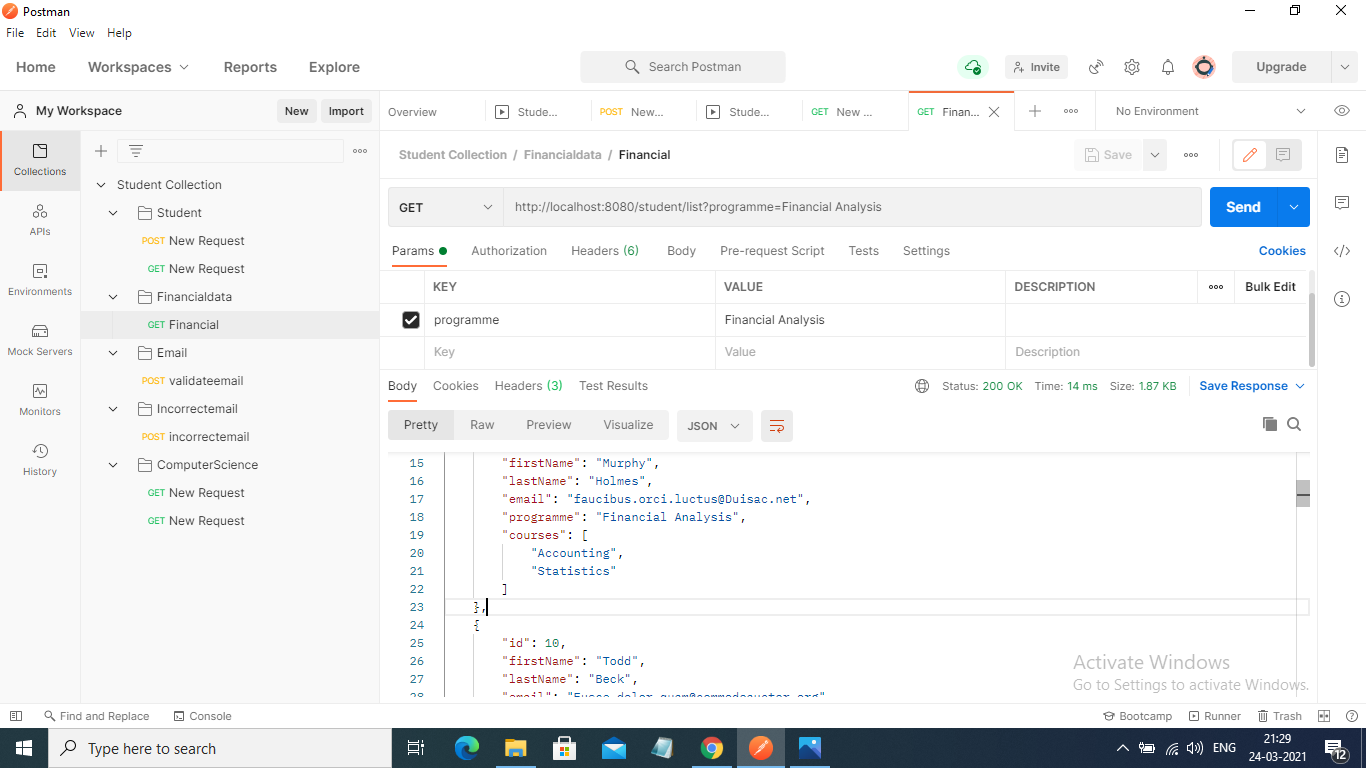 Postman
File Edit View Help
Home Workspaces Reports Explore Search Postman Invite Upgrade
My Workspace New Import Overview Stude... POST New... Stude... GET New ... GET Finan... No Environment
Student Collection / Financialdata / Financial Save
Collections
APIs
Environments
Mock Servers
Monitors
History
Student Collection
Student
POST New Request
GET New Request
Financialdata
GET Financial
Email
POST validateemail
Incorrectemail
POST incorrectemail
ComputerScience
GET New Request
GET New Request
GET http://localhost:8080/student/list?programme=Financial Analysis Send
Params Authorization Headers (6) Body Pre-request Script Tests Settings Cookies
KEY VALUE DESCRIPTION Bulk Edit
programme Financial Analysis
Key Value Description
Body Cookies Headers (3) Test Results Status: 200 OK Time: 14 ms Size: 1.87 KB Save Response
Pretty Raw Preview Visualize JSON
15 "firstName": "Murphy",
16 "lastName": "Holmes",
17 "email": "faucibus.orci.luctus@Duisac.net",
18 "programme": "Financial Analysis",
19 "courses": [
20 "Accounting",
21 "Statistics"
22 ]
23 },
24 {
25 "id": 10,
26 "firstName": "Todd",
27 "lastName": "Beck",
28 "email":
Activate Windows
Go to Settings to activate Windows.
Find and Replace Console Bootcamp Runner Trash
Type here to search ENG 21:29
24-03-2021 12